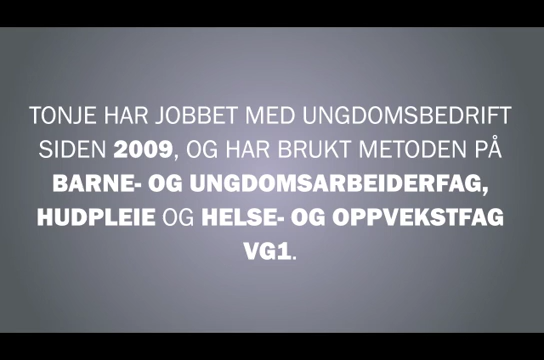 TONJE HAR JOBBET MED UNGDOMSBEDRIFT
SIDEN 2009, OG HAR BRUKT METODEN PÅ
BARNE- OG UNGDOMSARBEIDERFAG,
HUDPLEIE OG HELSE- OG OPPVEKSTFAG
VG1.